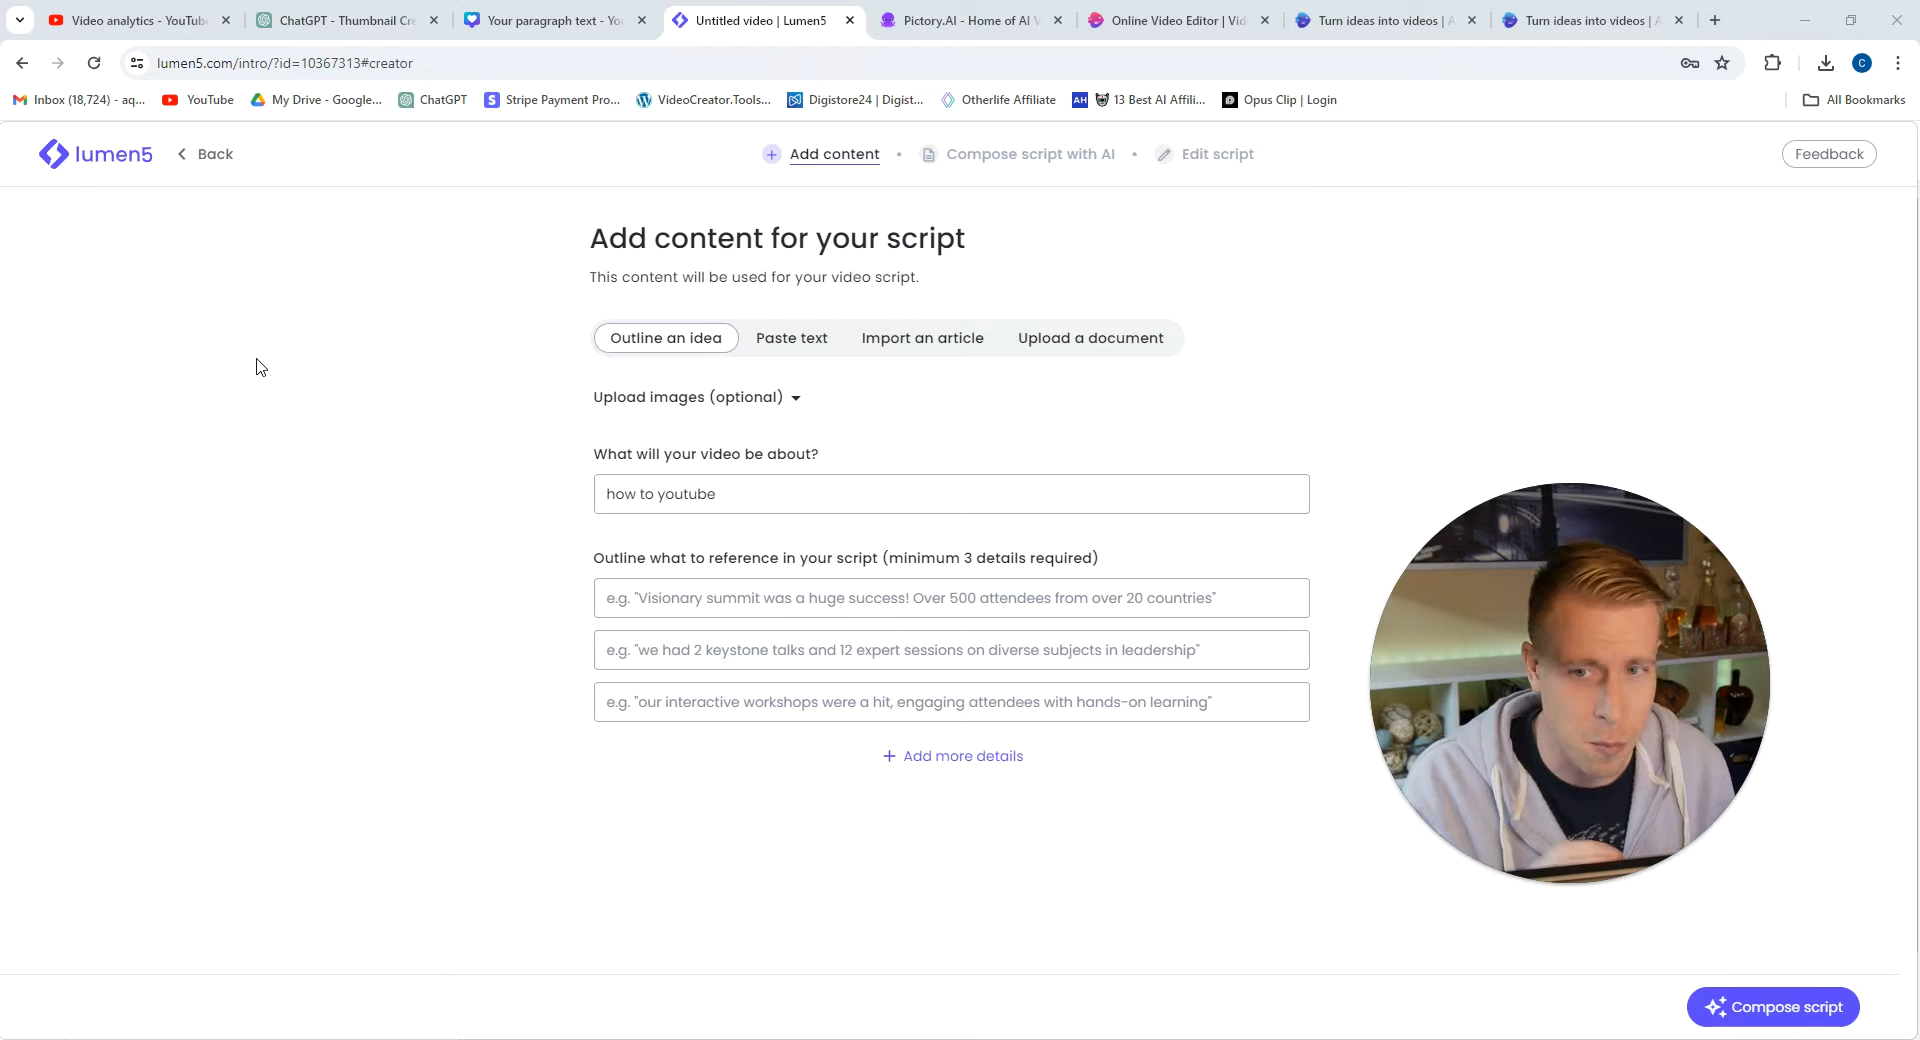 Video analytics - YouTube
ChatGPT - Thumbnail Cre
Your paragraph text - Yo
Untitled video | Lumen5
Pictory.AI - Home of AI V
Online Video Editor | Vid
Turn ideas into videos | A
Turn ideas into videos | A
lumen5.com/intro/?id=10367313#creator
C
Inbox (18,724) - aq...
YouTube
My Drive - Google...
ChatGPT
S
Stripe Payment Pro...
VideoCreator.Tools...
Digistore24 | Digist...
Otherlife Affiliate
AH
13 Best AI Affili...
Opus Clip | Login
All Bookmarks
lumen5
Back
Add content
Compose script with AI
Edit script
Feedback
Add content for your script
This content will be used for your video script.
Outline an idea
Paste text
Import an article
Upload a document
Upload images (optional)
What will your video be about?
how to youtube
Outline what to reference in your script (minimum 3 details required)
e.g. "Visionary summit was a huge success! Over 500 attendees from over 20 countries"
e.g. "we had 2 keystone talks and 12 expert sessions on diverse subjects in leadership"
e.g. "our interactive workshops were a hit, engaging attendees with hands-on learning"
+ Add more details
Compose script